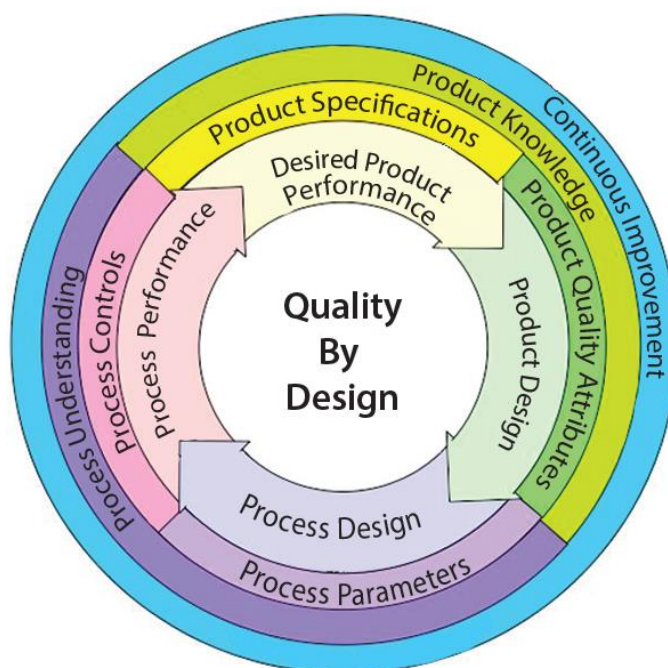 Continuous Improvement
Product Knowledge
Product Specifications
Desired Product
Performance
Product Quality Attributes
Product Design
Quality
By
Design
Process Understanding
Process Controls
Process Performance
Process Design
Process Parameters